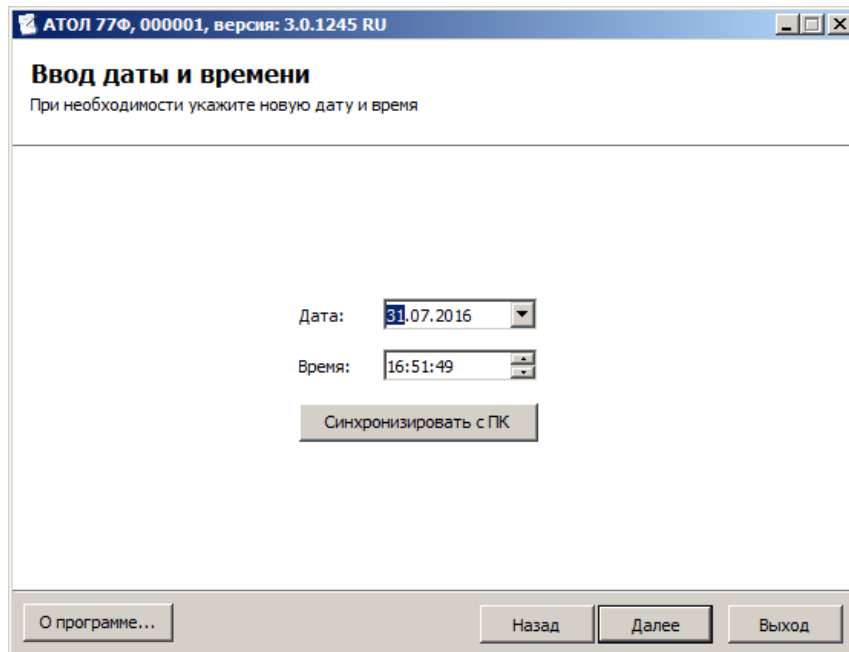 АТОЛ 77Ф, 000001, версия: 3.0.1245 RU
Ввод даты и времени
При необходимости укажите новую дату и время
Дата: 31.07.2016
Время: 16:51:49
Синхронизировать с ПК
О программе... Назад Далее Выход